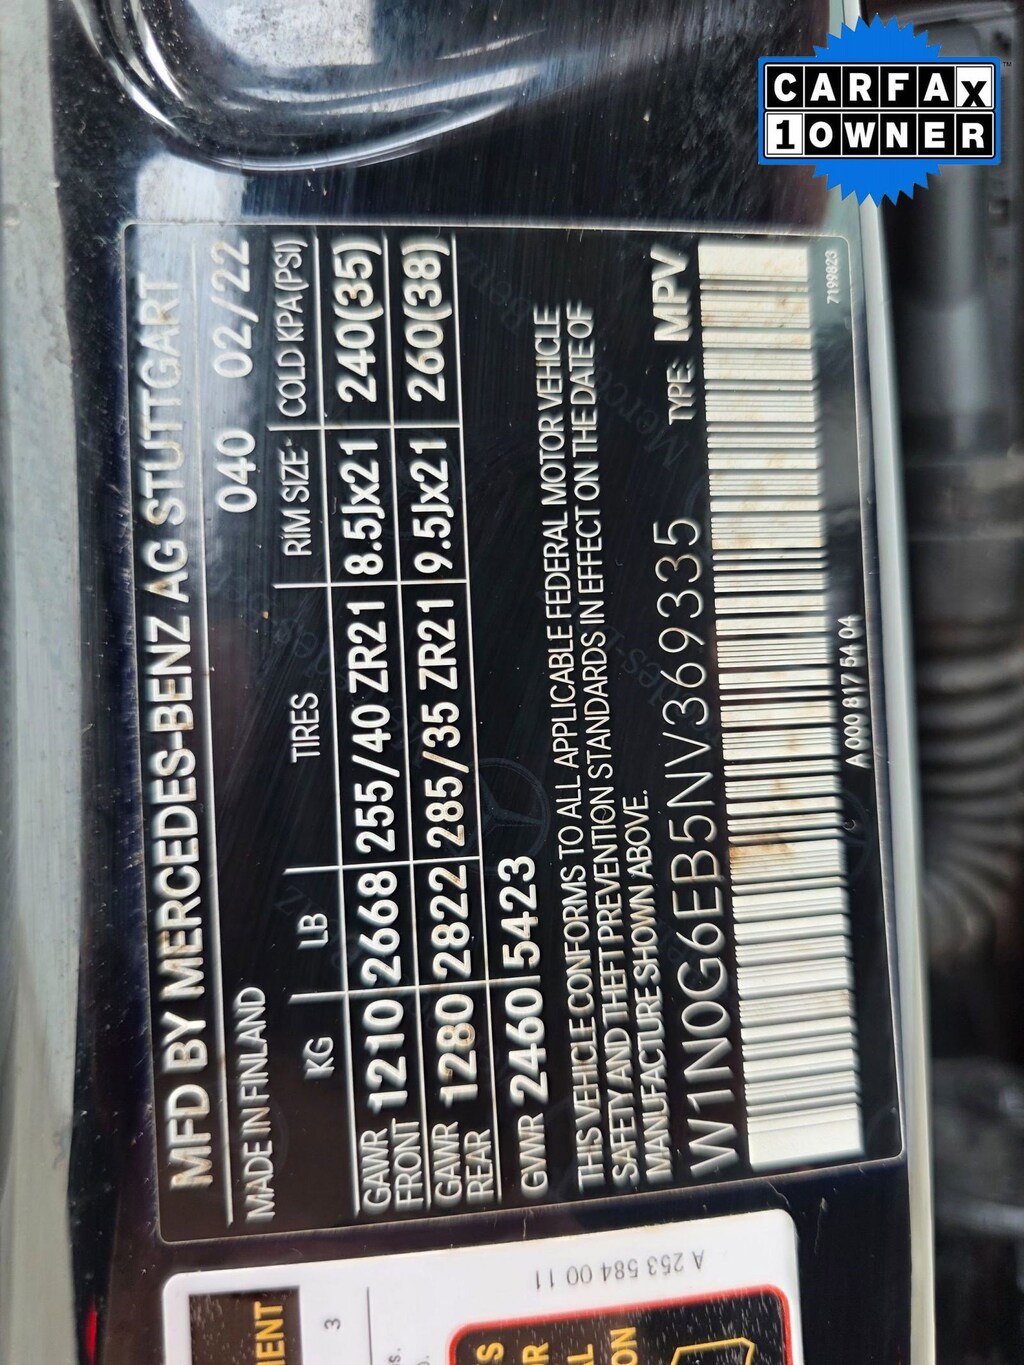 CARFAX
1 OWNER
MFD BY MERCEDES-BENZ AG STUTTGART
MADE IN FINLAND 040 02/22
KG LB TIRES RIM SIZE COLD KPA(PSI)
GAWR FRONT 1210 2668 255/40 ZR21 8.5Jx21 240(35)
GAWR REAR 1280 2822 285/35 ZR21 9.5Jx21 260(38)
GVWR 2460 5423
THIS VEHICLE CONFORMS TO ALL APPLICABLE FEDERAL MOTOR VEHICLE
SAFETY AND THEFT PREVENTION STANDARDS IN EFFECT ON THE DATE OF
MANUFACTURE SHOWN ABOVE.
TYPE: MPV
W1N0G6EB5NV369335
A 000 817 54 04
7199823
A 253 584 00 11
3